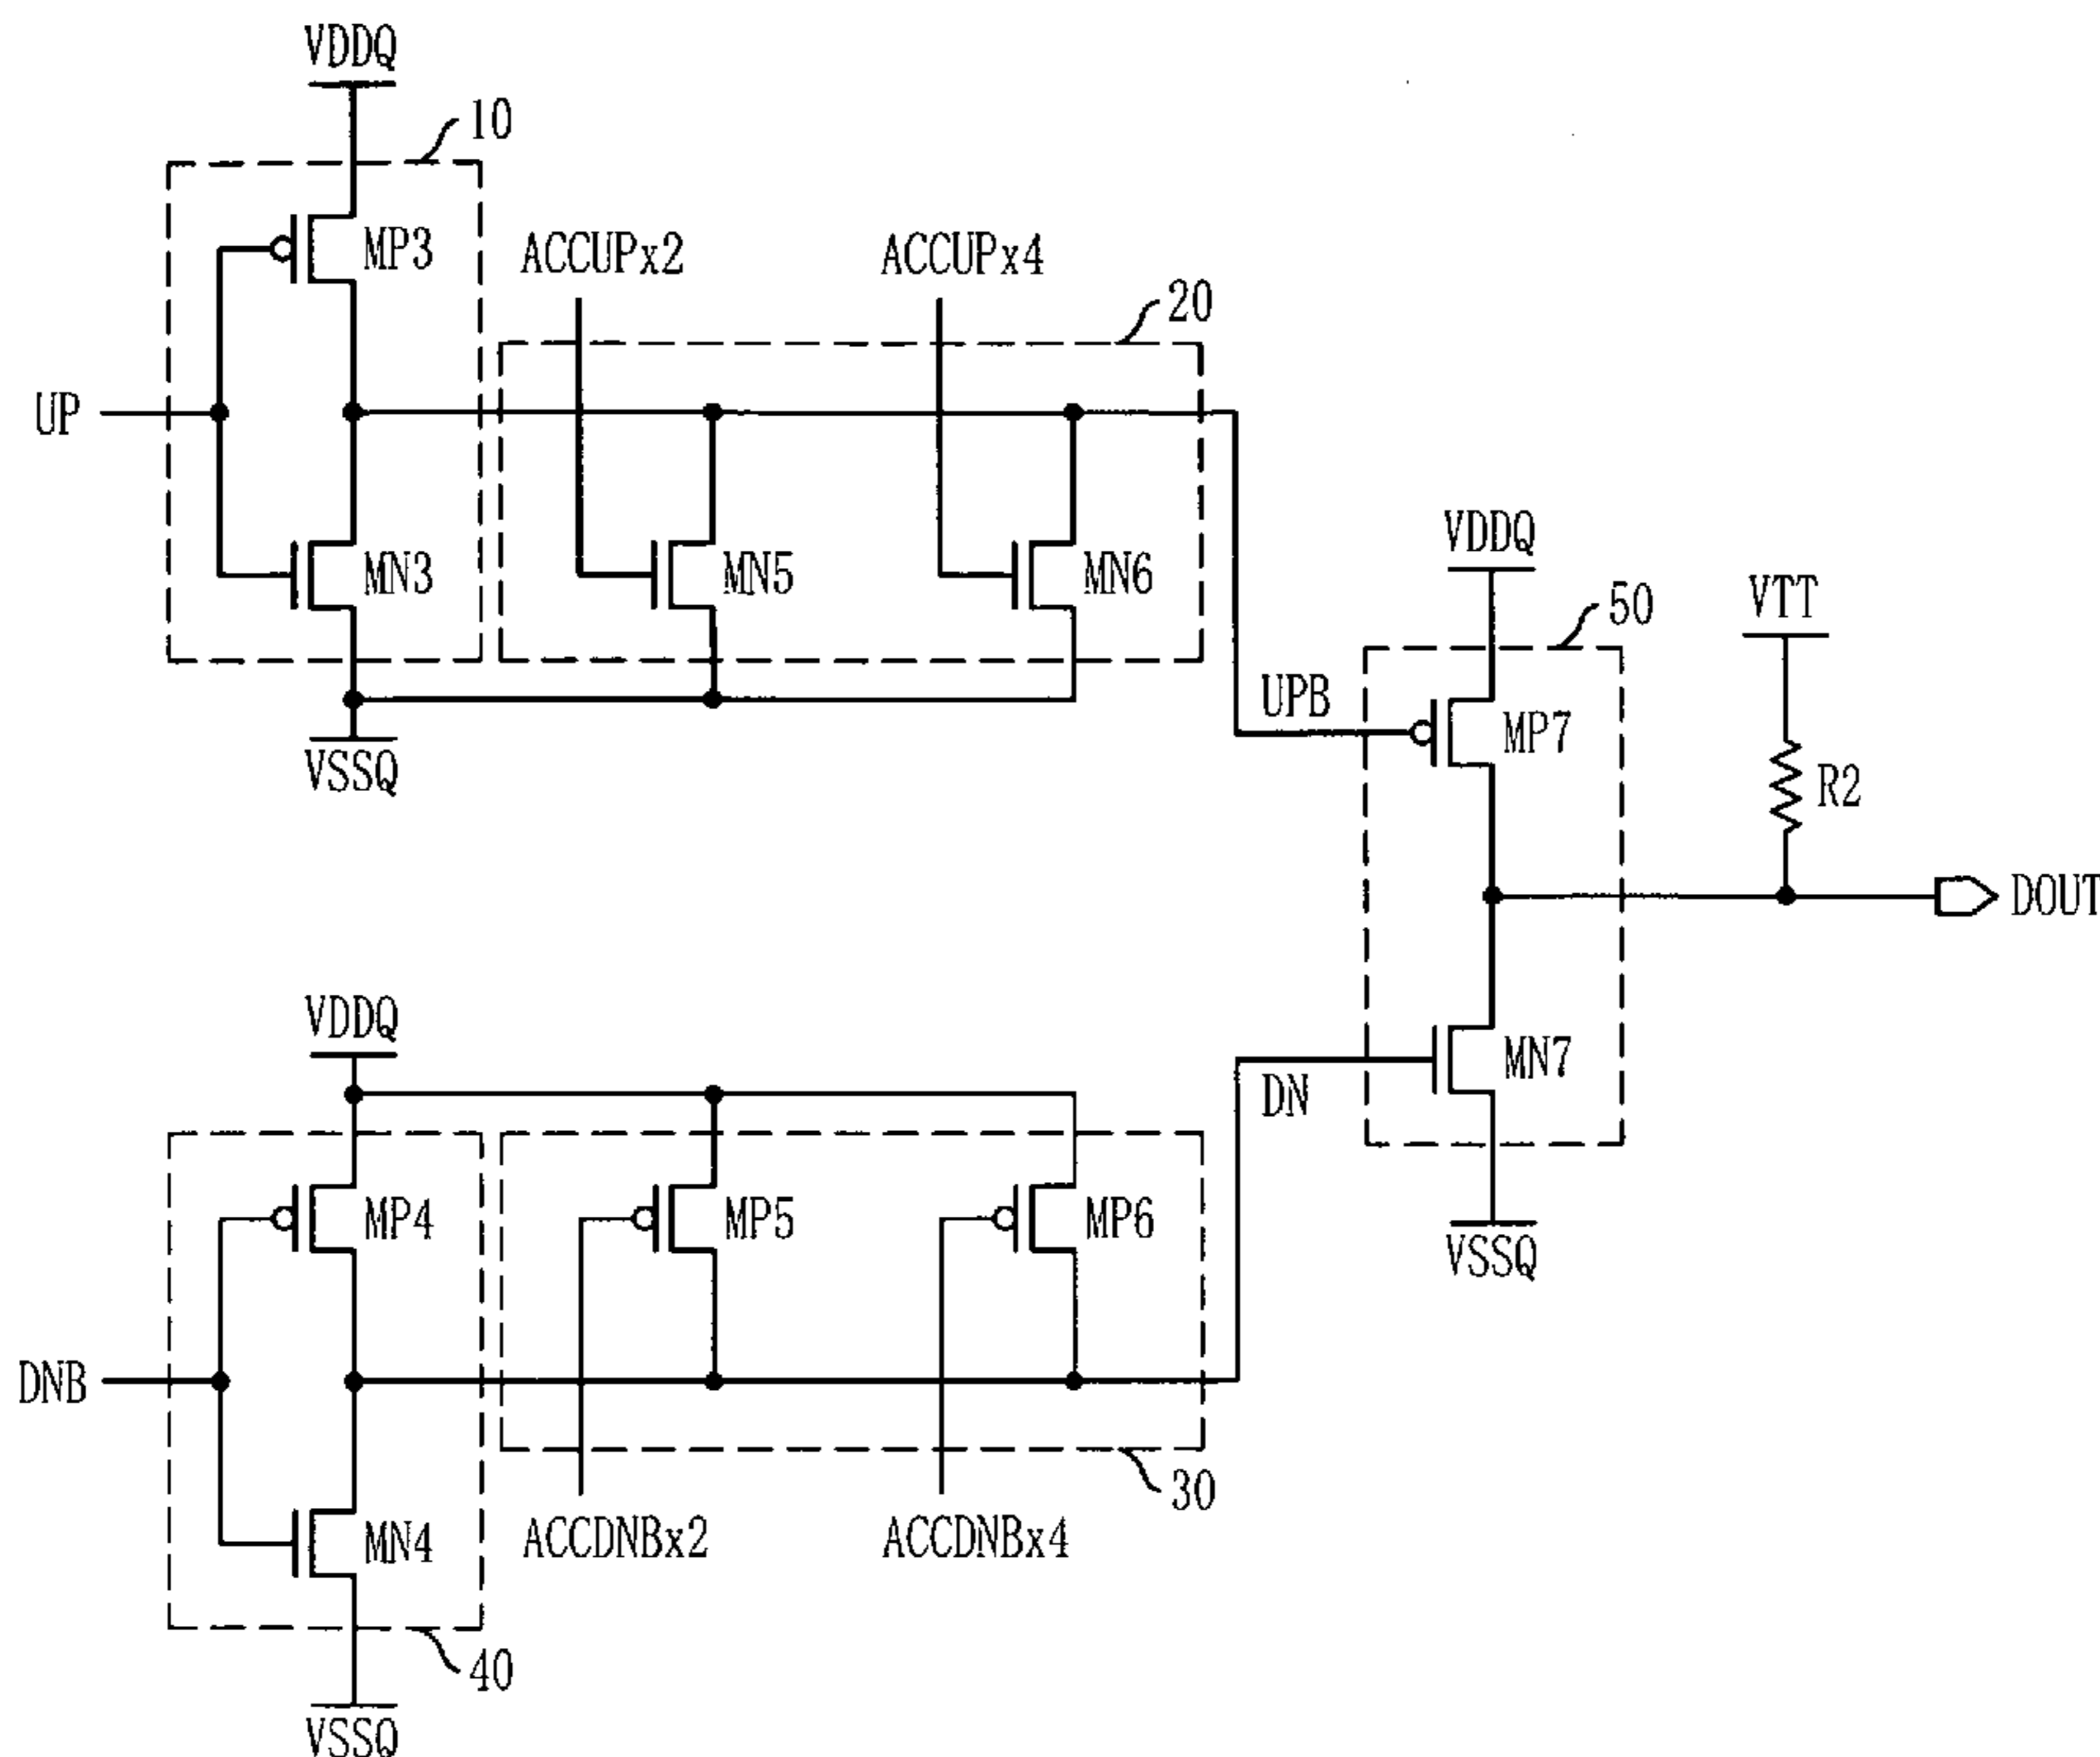 VDDQ
10
MP3
ACCUPx2
ACCUPx4
20
UP
MN3
MN5
MN6
VDDQ
50
VTT
UPB
MP7
R2
VSSQ
DOUT
VDDQ
DN
MN7
MP4
MP5
MP6
VSSQ
DNB
30
MN4
ACCDNBx2
ACCDNBx4
40
VSSQ